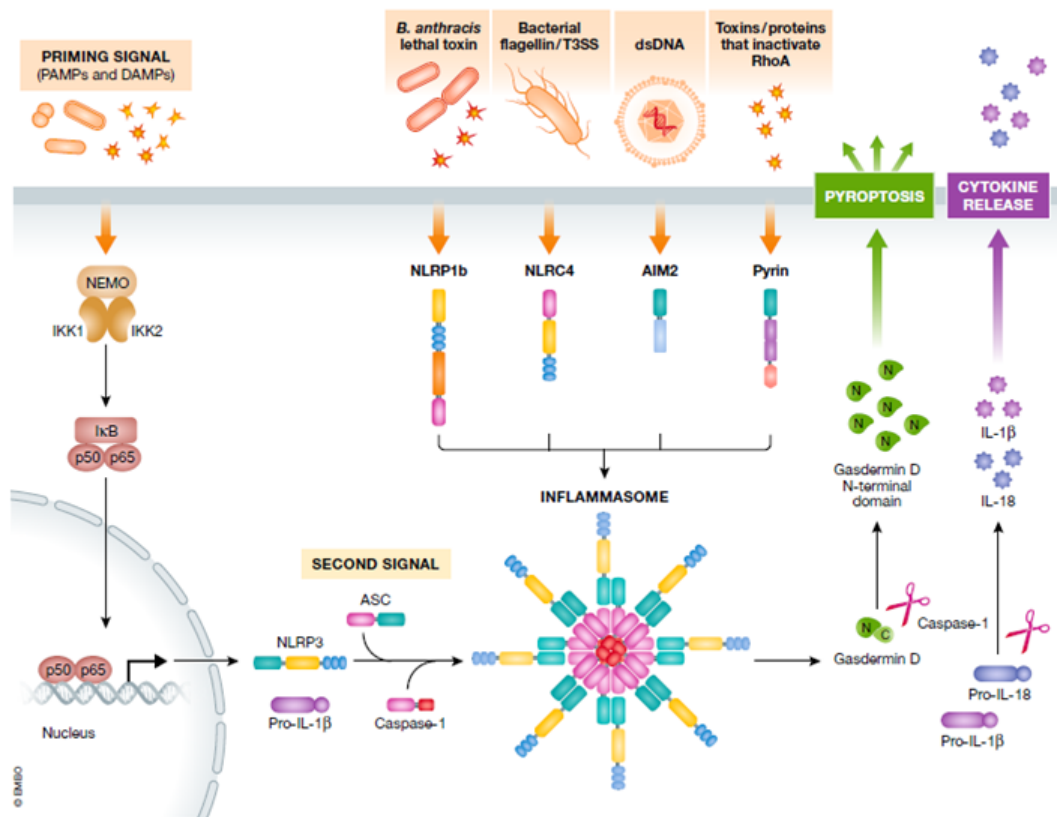 PRIMING SIGNAL
(PAMPs and DAMPs)
B. anthracis
lethal toxin
Bacterial
flagellin/T3SS
dsDNA
Toxins/proteins
that inactivate
RhoA
PYROPTOSIS
CYTOKINE
RELEASE
NEMO
IKK1
IKK2
NLRP1b
NLRC4
AIM2
Pyrin
IκB
p50
p65
N
N
N
N
N
N
Gasdermin D
N-terminal
domain
IL-1β
IL-18
INFLAMMASOME
SECOND SIGNAL
ASC
NLRP3
Pro-IL-1β
Caspase-1
p50
p65
Nucleus
N
C
Gasdermin D
Caspase-1
Pro-IL-18
Pro-IL-1β
© EMBO